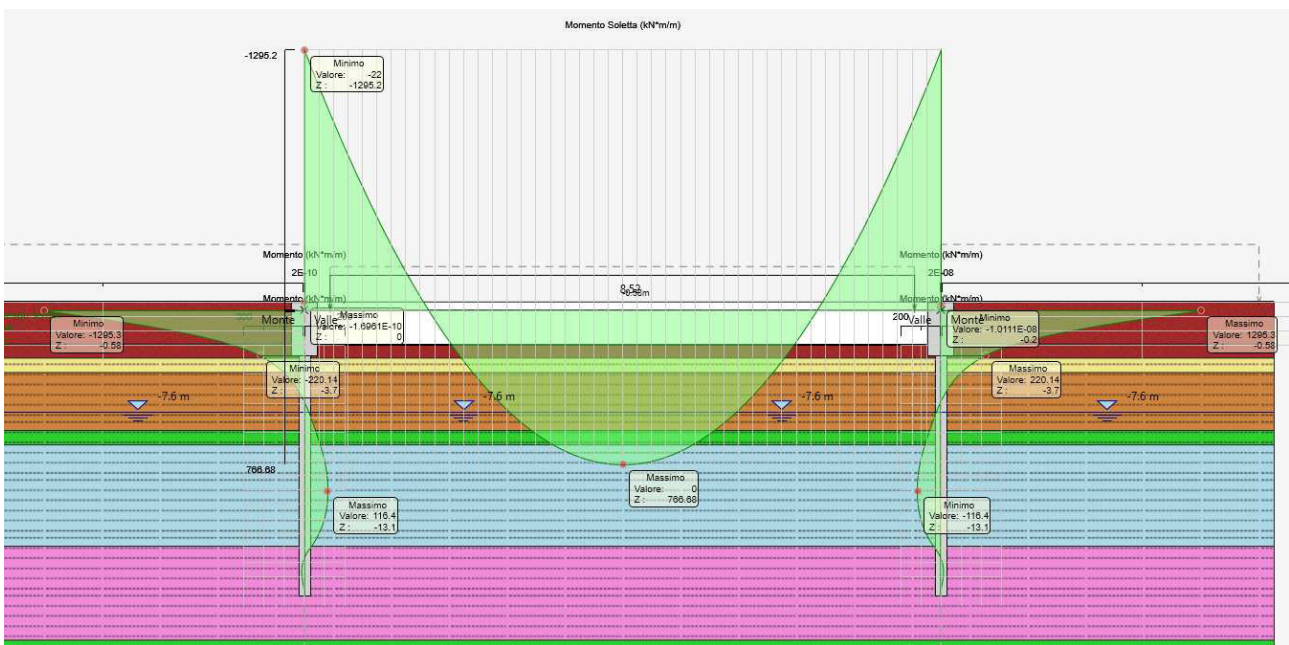 Momento Soletta (kN*m/m)
-1295.2
Minimo
Valore: -22
Z : -1295.2
Momento (kN*m/m)
Momento (kN*m/m)
2E-10
2E-08
8.52
-0.58m
Momento (kN*m/m)
Momento (kN*m/m)
Massimo
Valore: -1.6961E-10
Z : 0
Monte
Valle
200
Valle
Monte
Minimo
Valore: -1.0111E-08
Z : -0.2
Minimo
Valore: -1295.3
Z : -0.58
Massimo
Valore: 1295.3
Z : -0.58
Minimo
Valore: -220.14
Z : -3.7
Massimo
Valore: 220.14
Z : -3.7
-7.6 m
-7.6 m
-7.6 m
-7.6 m
766.68
Massimo
Valore: 0
Z : 766.68
Massimo
Valore: 116.4
Z : -13.1
Minimo
Valore: -116.4
Z : -13.1